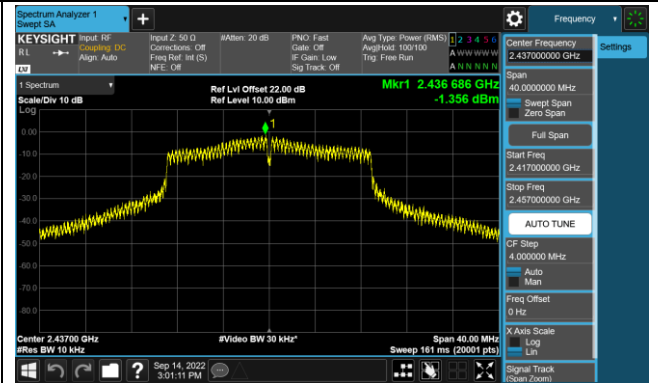 Spectrum Analyzer 1
Swept SA
Frequency
KEYSIGHT
RL
Input: RF
Coupling: DC
Align: Auto
Input Z: 50 Ω
Corrections: Off
Freq Ref: Int (S)
NFE: Off
#Atten: 20 dB
PNO: Fast
Gate: Off
IF Gain: Low
Sig Track: Off
Avg Type: Power (RMS)
Avg|Hold: 100/100
Trig: Free Run
1 2 3 4 5 6
A W W W W W
A N N N N N
LXI
1 Spectrum
Scale/Div 10 dB
Log
Ref Lvl Offset 22.00 dB
Ref Level 10.00 dBm
Mkr1 2.436 686 GHz
-1.356 dBm
1
0.00
-10.0
-20.0
-30.0
-40.0
-50.0
-60.0
-70.0
-80.0
Center 2.43700 GHz
#Res BW 10 kHz
#Video BW 30 kHz*
Span 40.00 MHz
Sweep 161 ms (20001 pts)
Center Frequency
2.437000000 GHz
Settings
Span
40.0000000 MHz
Swept Span
Zero Span
Full Span
Start Freq
2.417000000 GHz
Stop Freq
2.457000000 GHz
AUTO TUNE
CF Step
4.000000 MHz
Auto
Man
Freq Offset
0 Hz
X Axis Scale
Log
Lin
Signal Track
(Span Zoom)
?
Sep 14, 2022
3:01:11 PM